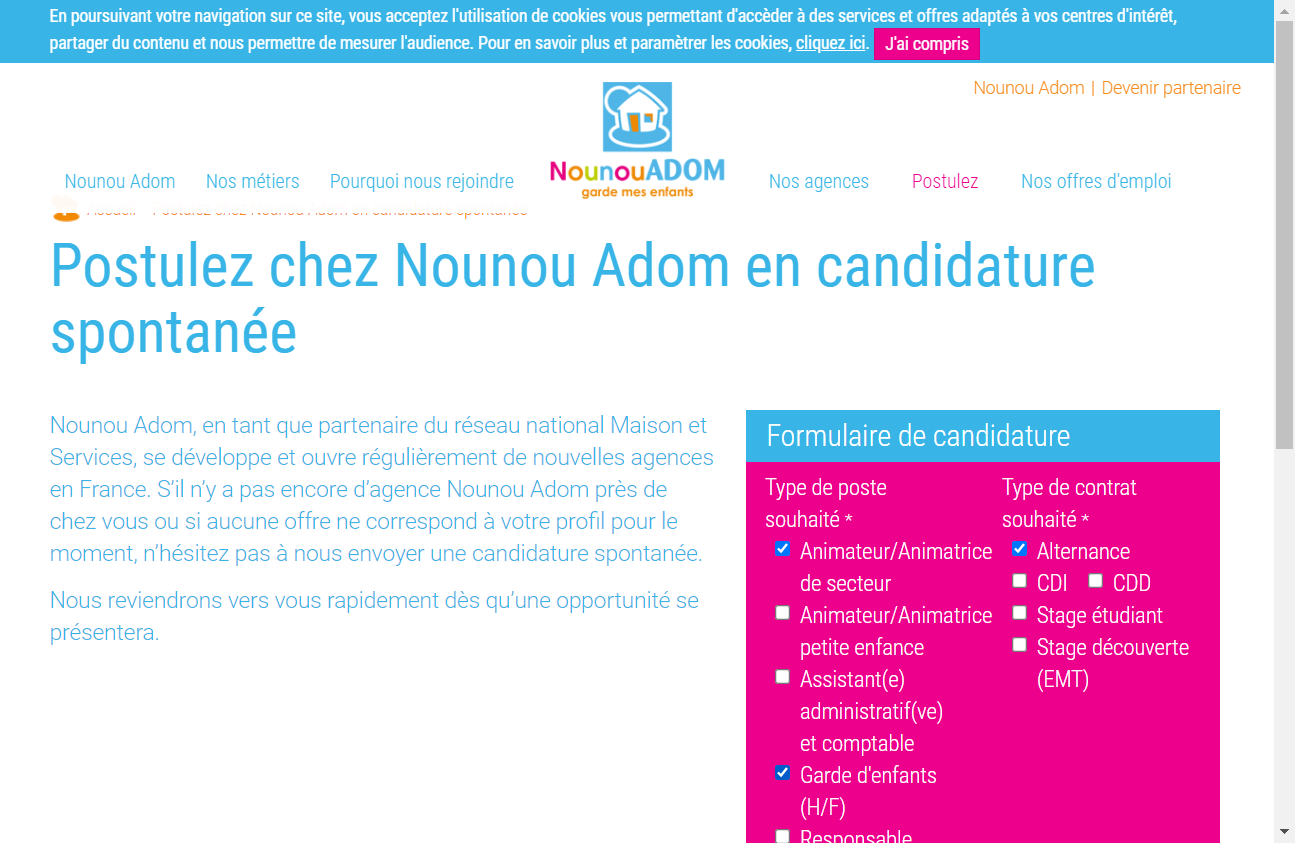 En poursuivant votre navigation sur ce site, vous acceptez l'utilisation de cookies vous permettant d'accèder à des services et offres adaptés à vos centres d'intérêt,
partager du contenu et nous permettre de mesurer l'audience. Pour en savoir plus et paramètrer les cookies, cliquez ici. J'ai compris
Nounou Adom | Devenir partenaire
NounouADOM
garde mes enfants
Nounou Adom Nos métiers Pourquoi nous rejoindre Nos agences Postulez Nos offres d'emploi
Accueil Postulez chez Nounou Adom en candidature spontanée
Postulez chez Nounou Adom en candidature
spontanée
Nounou Adom, en tant que partenaire du réseau national Maison et
Services, se développe et ouvre régulièrement de nouvelles agences
en France. S’il n’y a pas encore d’agence Nounou Adom près de
chez vous ou si aucune offre ne correspond à votre profil pour le
moment, n’hésitez pas à nous envoyer une candidature spontanée.
Nous reviendrons vers vous rapidement dès qu’une opportunité se
présentera.
Formulaire de candidature
Type de poste
souhaité *
Animateur/Animatrice
de secteur
Animateur/Animatrice
petite enfance
Assistant(e)
administratif(ve)
et comptable
Garde d'enfants
(H/F)
Responsable
Type de contrat
souhaité *
Alternance
CDI CDD
Stage étudiant
Stage découverte
(EMT)